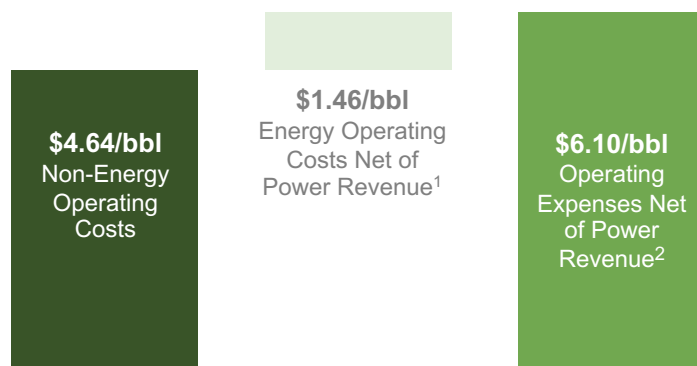 $4.64/bbl
Non-Energy
Operating
Costs
$1.46/bbl
Energy Operating
Costs Net of
Power Revenue¹
$6.10/bbl
Operating
Expenses Net
of Power
Revenue²